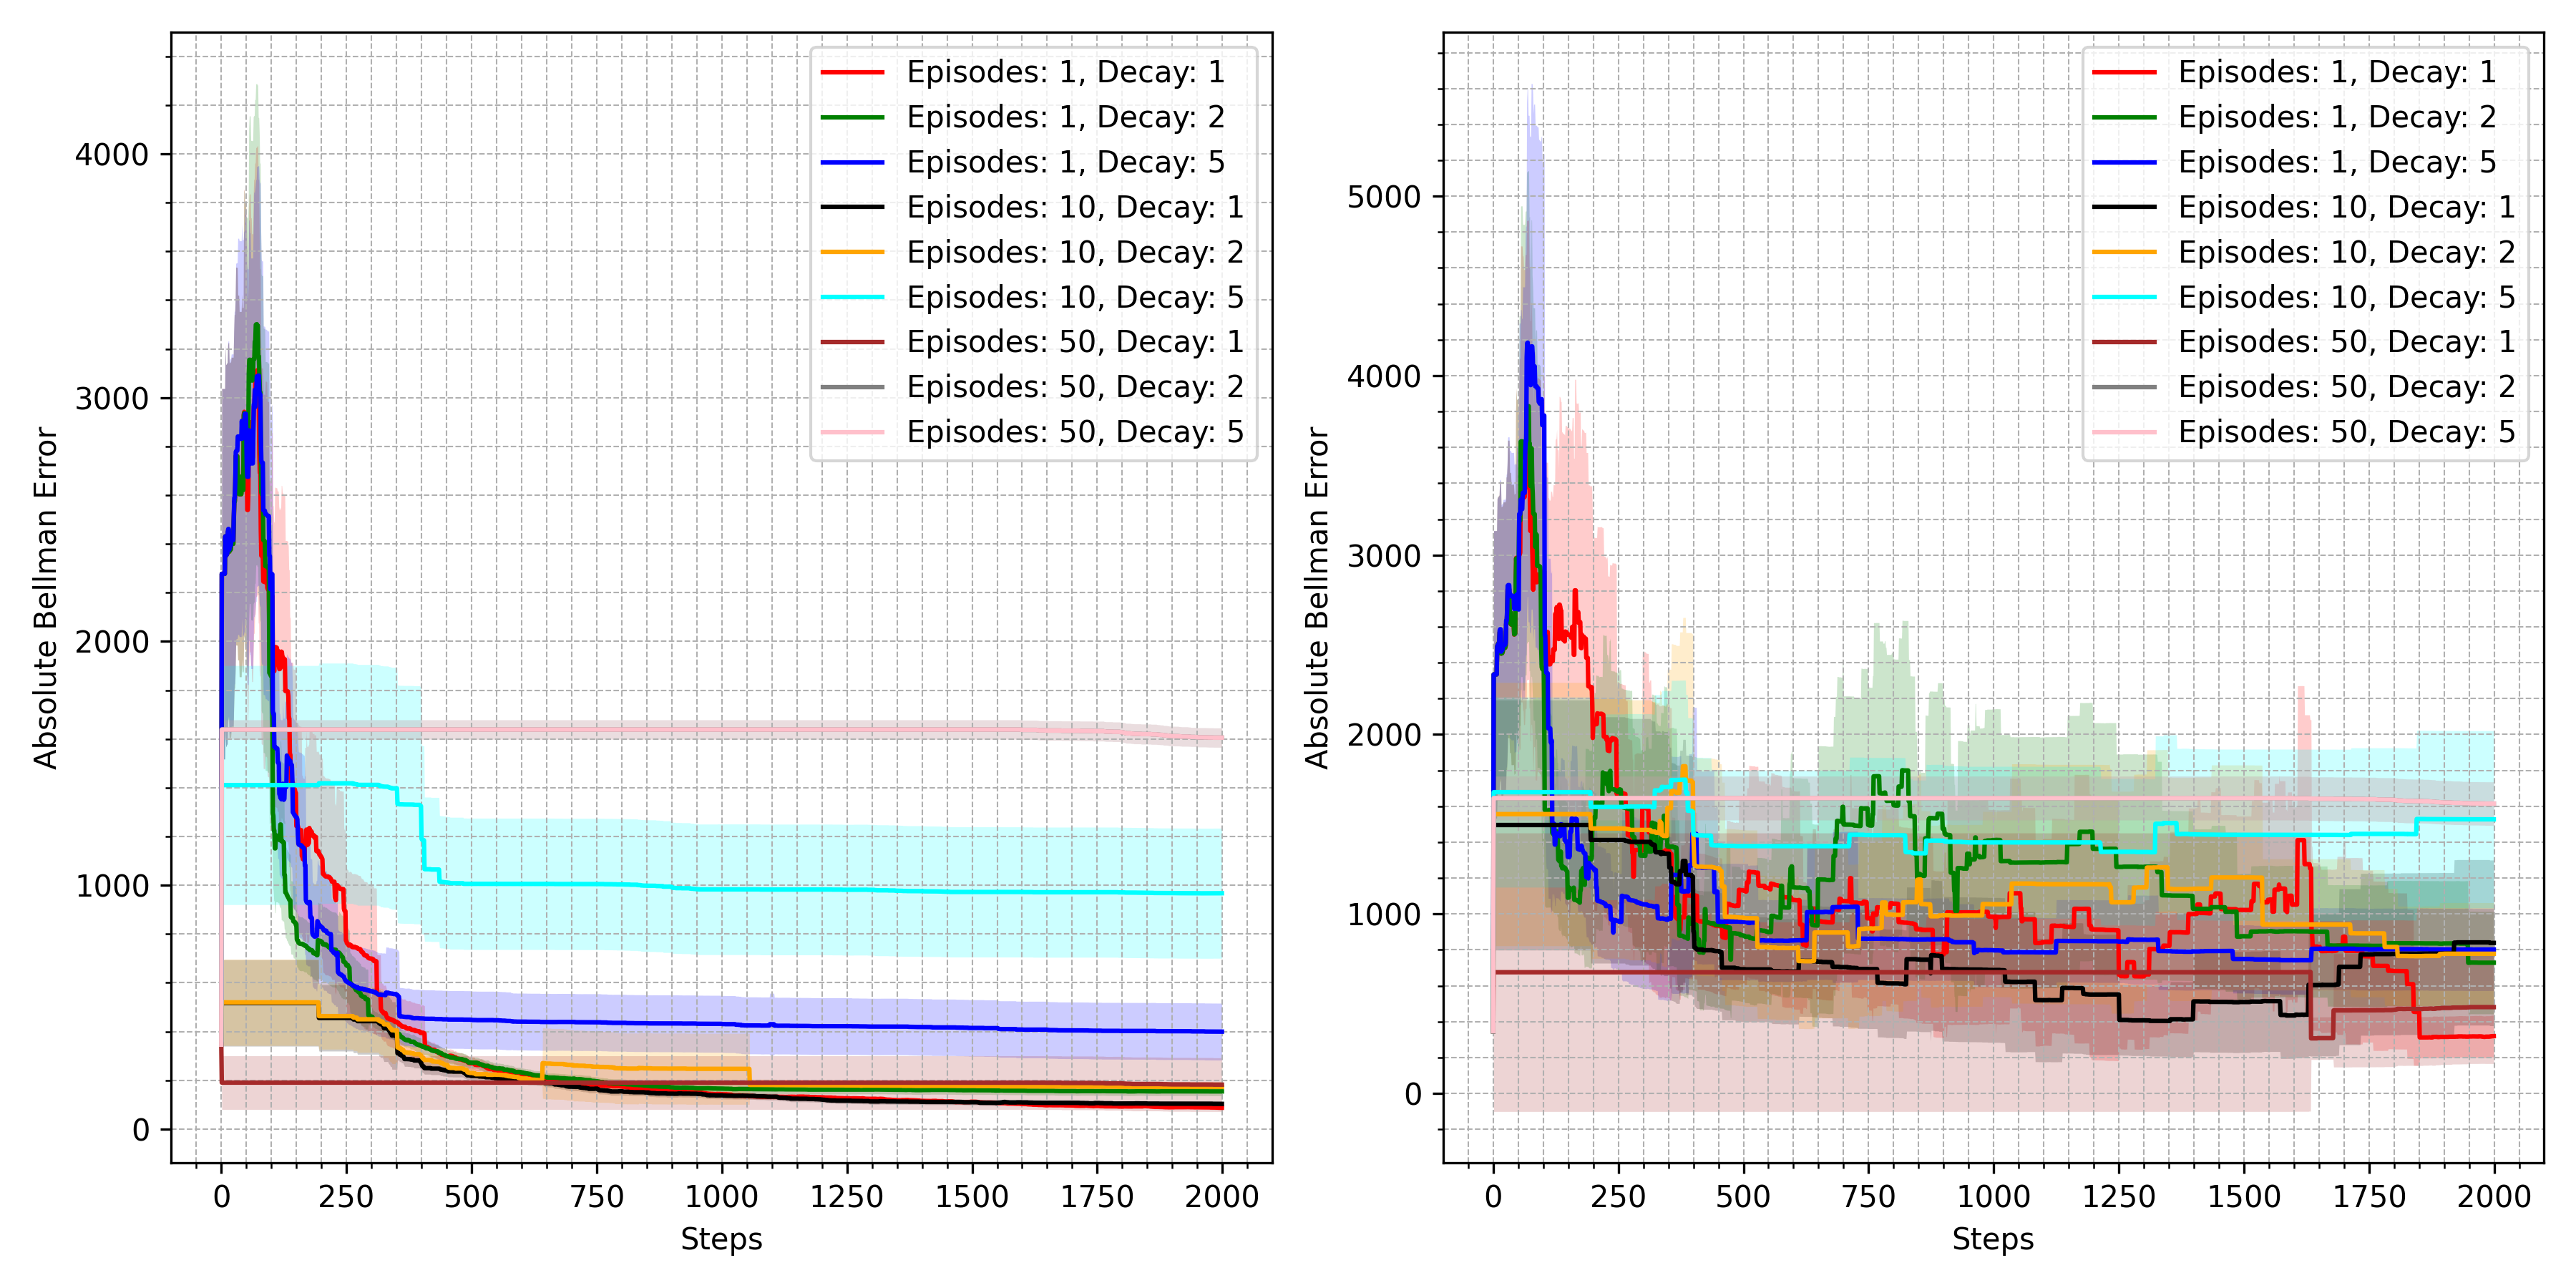 Absolute Bellman Error
4000
3000
2000
1000
0
0 250 500 750 1000 1250 1500 1750 2000
Steps
Episodes: 1, Decay: 1
Episodes: 1, Decay: 2
Episodes: 1, Decay: 5
Episodes: 10, Decay: 1
Episodes: 10, Decay: 2
Episodes: 10, Decay: 5
Episodes: 50, Decay: 1
Episodes: 50, Decay: 2
Episodes: 50, Decay: 5
Absolute Bellman Error
5000
4000
3000
2000
1000
0
0 250 500 750 1000 1250 1500 1750 2000
Steps
Episodes: 1, Decay: 1
Episodes: 1, Decay: 2
Episodes: 1, Decay: 5
Episodes: 10, Decay: 1
Episodes: 10, Decay: 2
Episodes: 10, Decay: 5
Episodes: 50, Decay: 1
Episodes: 50, Decay: 2
Episodes: 50, Decay: 5